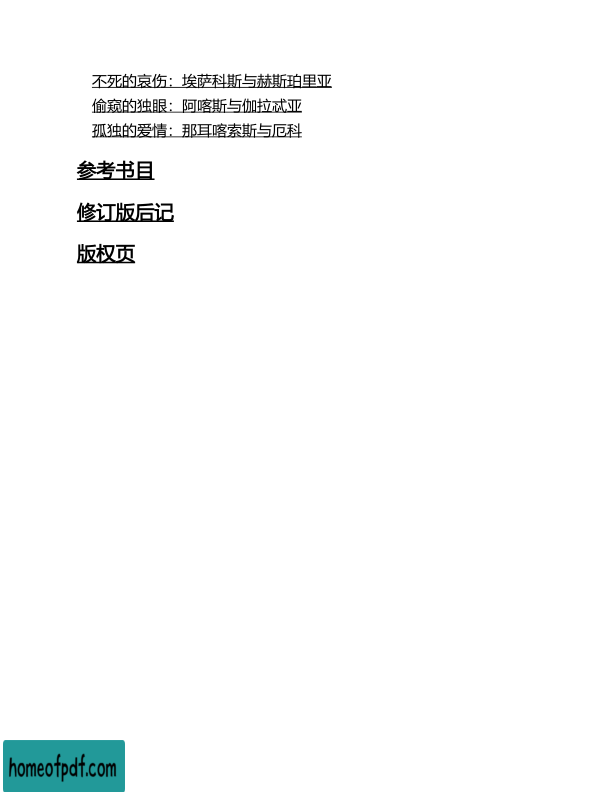 不死的哀伤：埃萨科斯与赫斯珀里亚
偷窥的独眼：阿喀斯与伽拉忒亚
孤独的爱情：那耳喀索斯与厄科
参考书目
修订版后记
版权页
homeofpdf.com